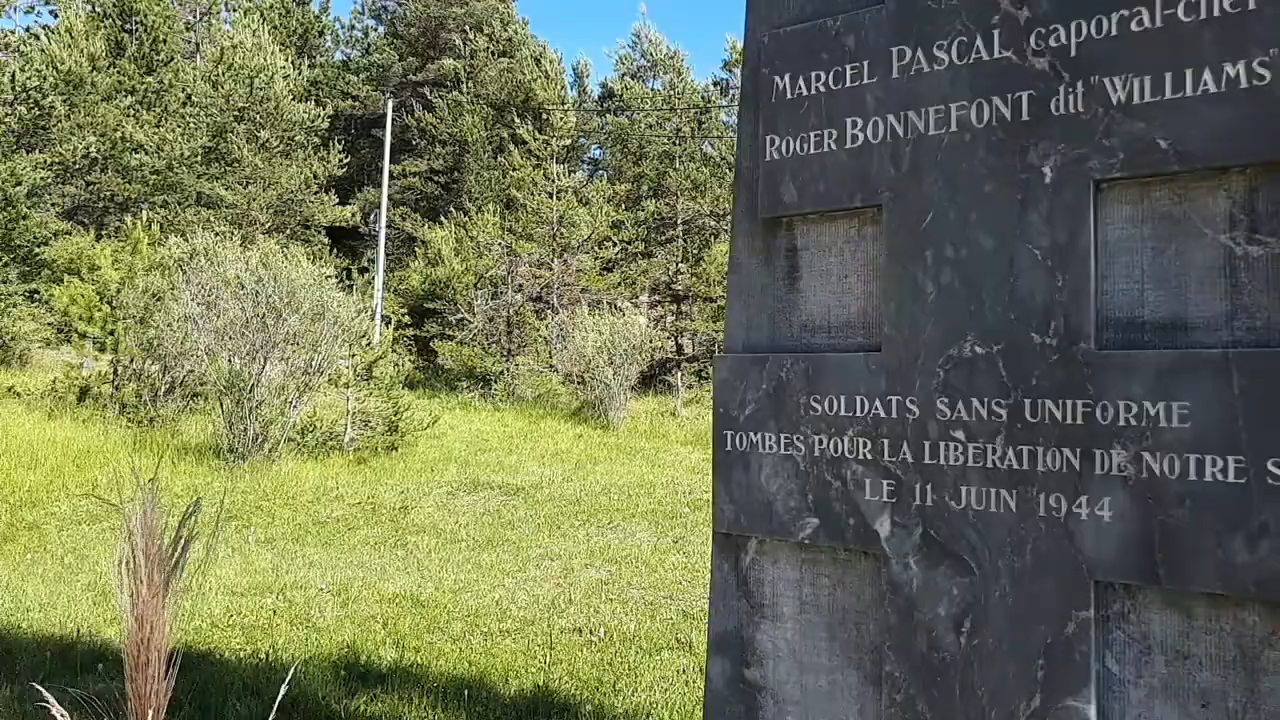 MARCEL PASCAL caporal-chef
ROGER BONNEFONT dit "WILLIAMS"
SOLDATS SANS UNIFORME
TOMBES POUR LA LIBERATION DE NOTRE S
LE 11 JUIN 1944